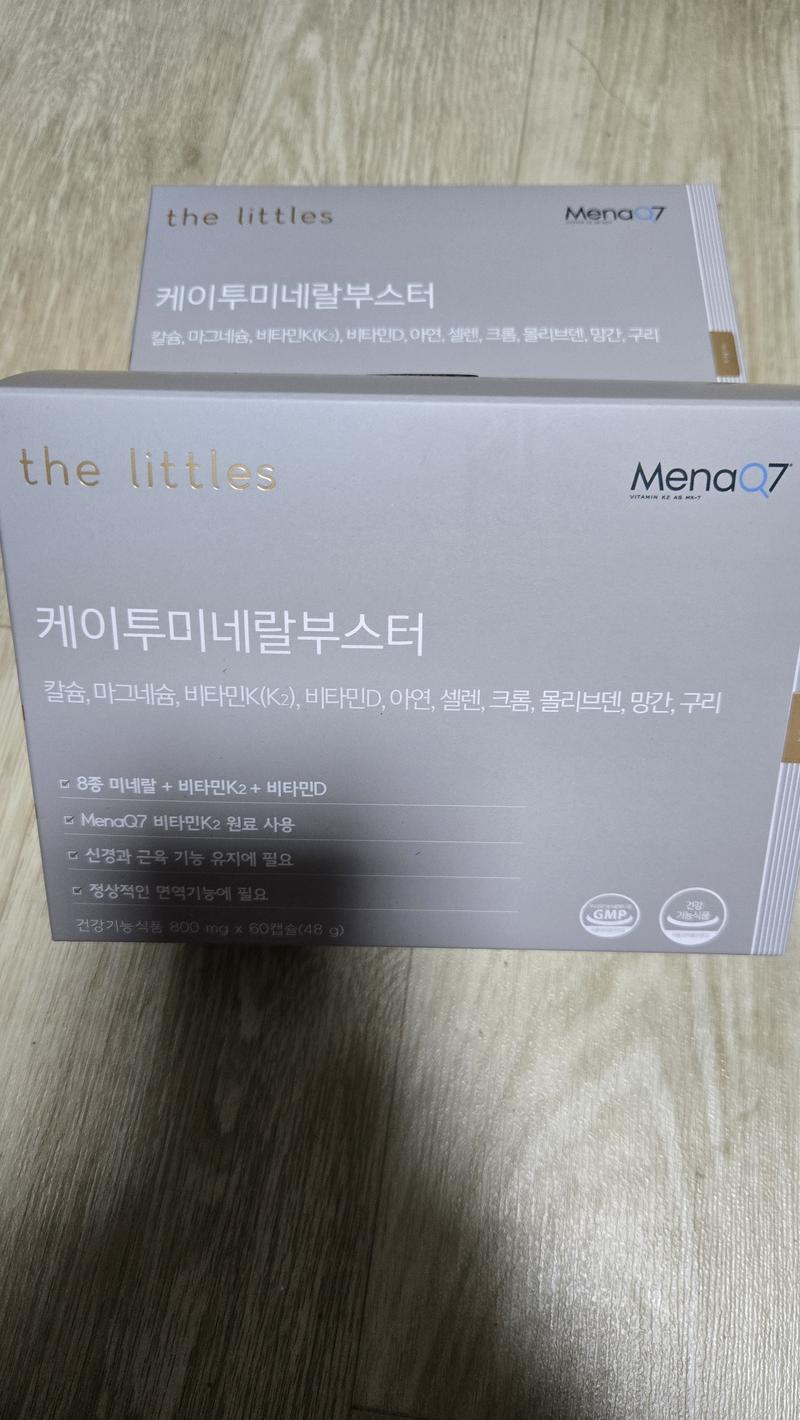 the littles
MenaQ7
케이투미네랄부스터
칼슘, 마그네슘, 비타민K(K2), 비타민D, 아연, 셀렌, 크롬, 몰리브덴, 망간, 구리
the littles
MenaQ7
VITAMIN K2 AS MK-7
케이투미네랄부스터
칼슘, 마그네슘, 비타민K(K2), 비타민D, 아연, 셀렌, 크롬, 몰리브덴, 망간, 구리
8종 미네랄 + 비타민K2 + 비타민D
MenaQ7 비타민K2 원료 사용
신경과 근육 기능 유지에 필요
정상적인 면역기능에 필요
건강기능식품 800 mg x 60캡슐(48 g)
GMP
건강
기능식품